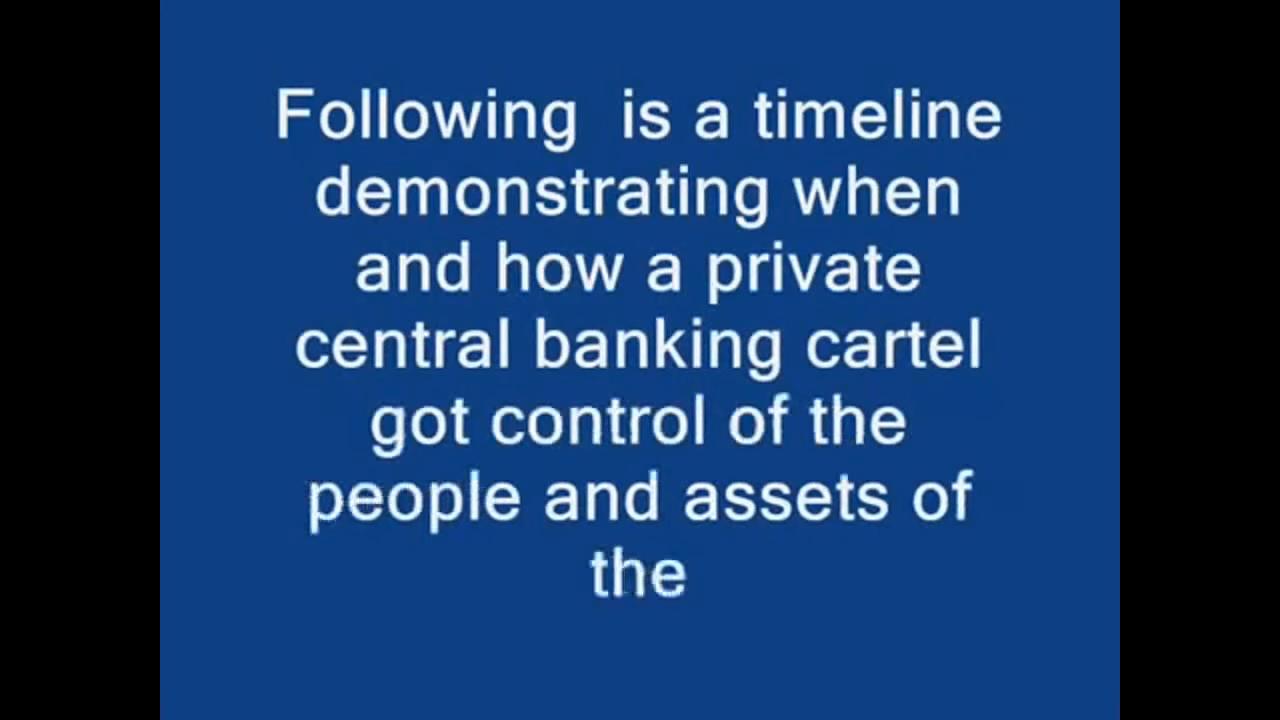 Following  is a timeline
demonstrating when
and how a private
central banking cartel
got control of the
people and assets of
the